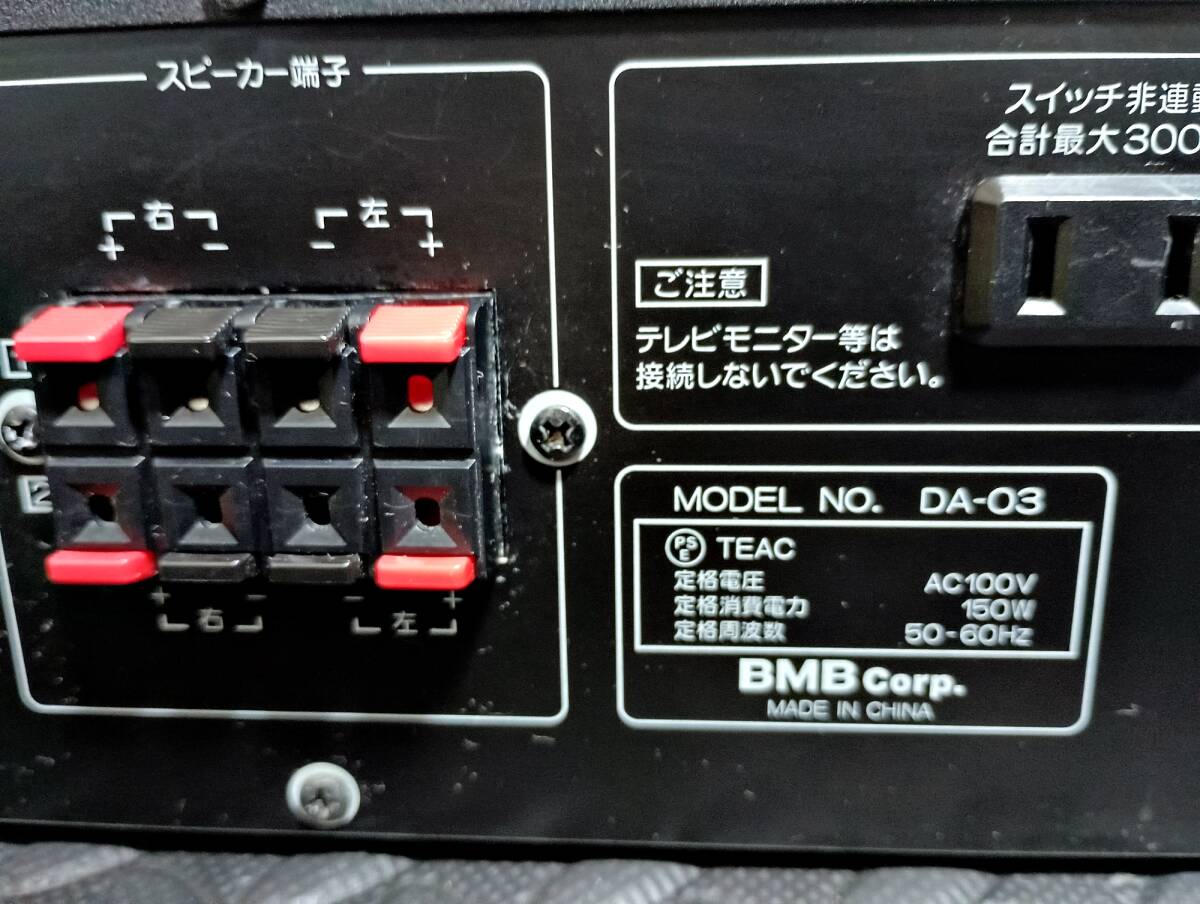 スピーカー端子
右 左
+ - - +
1
2
+ - - +
右 左
スイッチ非連動
合計最大300
ご注意
テレビモニター等は
接続しないでください。
MODEL NO. DA-03
PSE TEAC
定格電圧 AC100V
定格消費電力 150W
定格周波数 50-60Hz
BMB Corp.
MADE IN CHINA